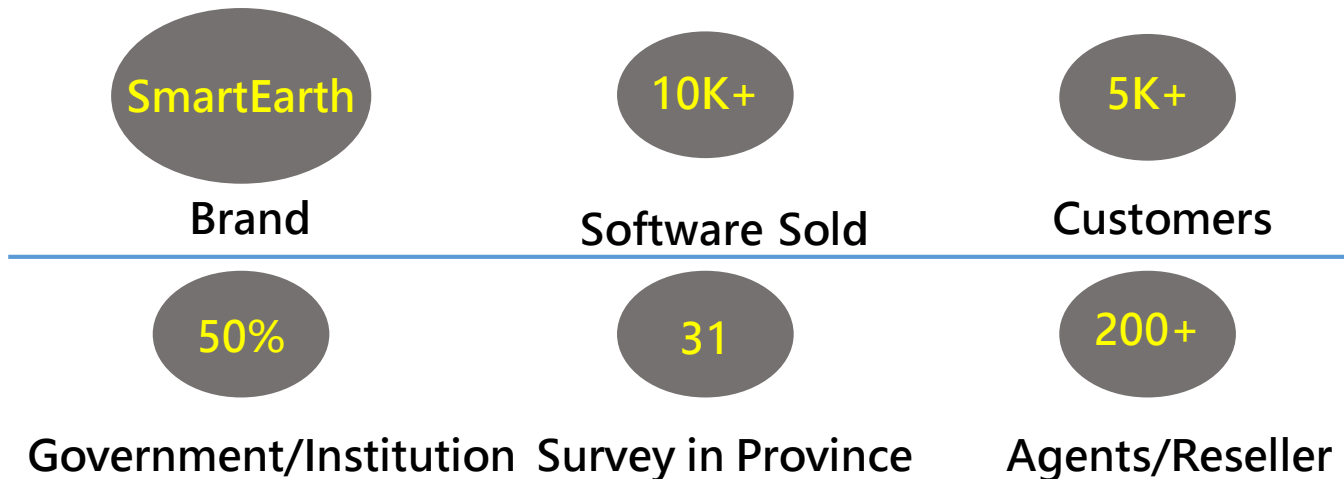 SmartEarth
10K+
5K+
Brand
Software Sold
Customers
50%
31
200+
Government/Institution
Survey in Province
Agents/Reseller